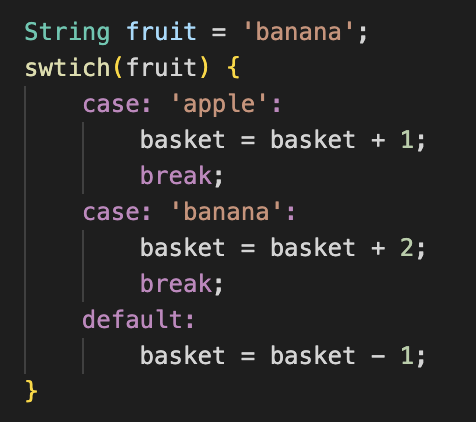 String fruit = 'banana';
swtich(fruit) {
    case: 'apple':
        basket = basket + 1;
        break;
    case: 'banana':
        basket = basket + 2;
        break;
    default:
        basket = basket - 1;
}